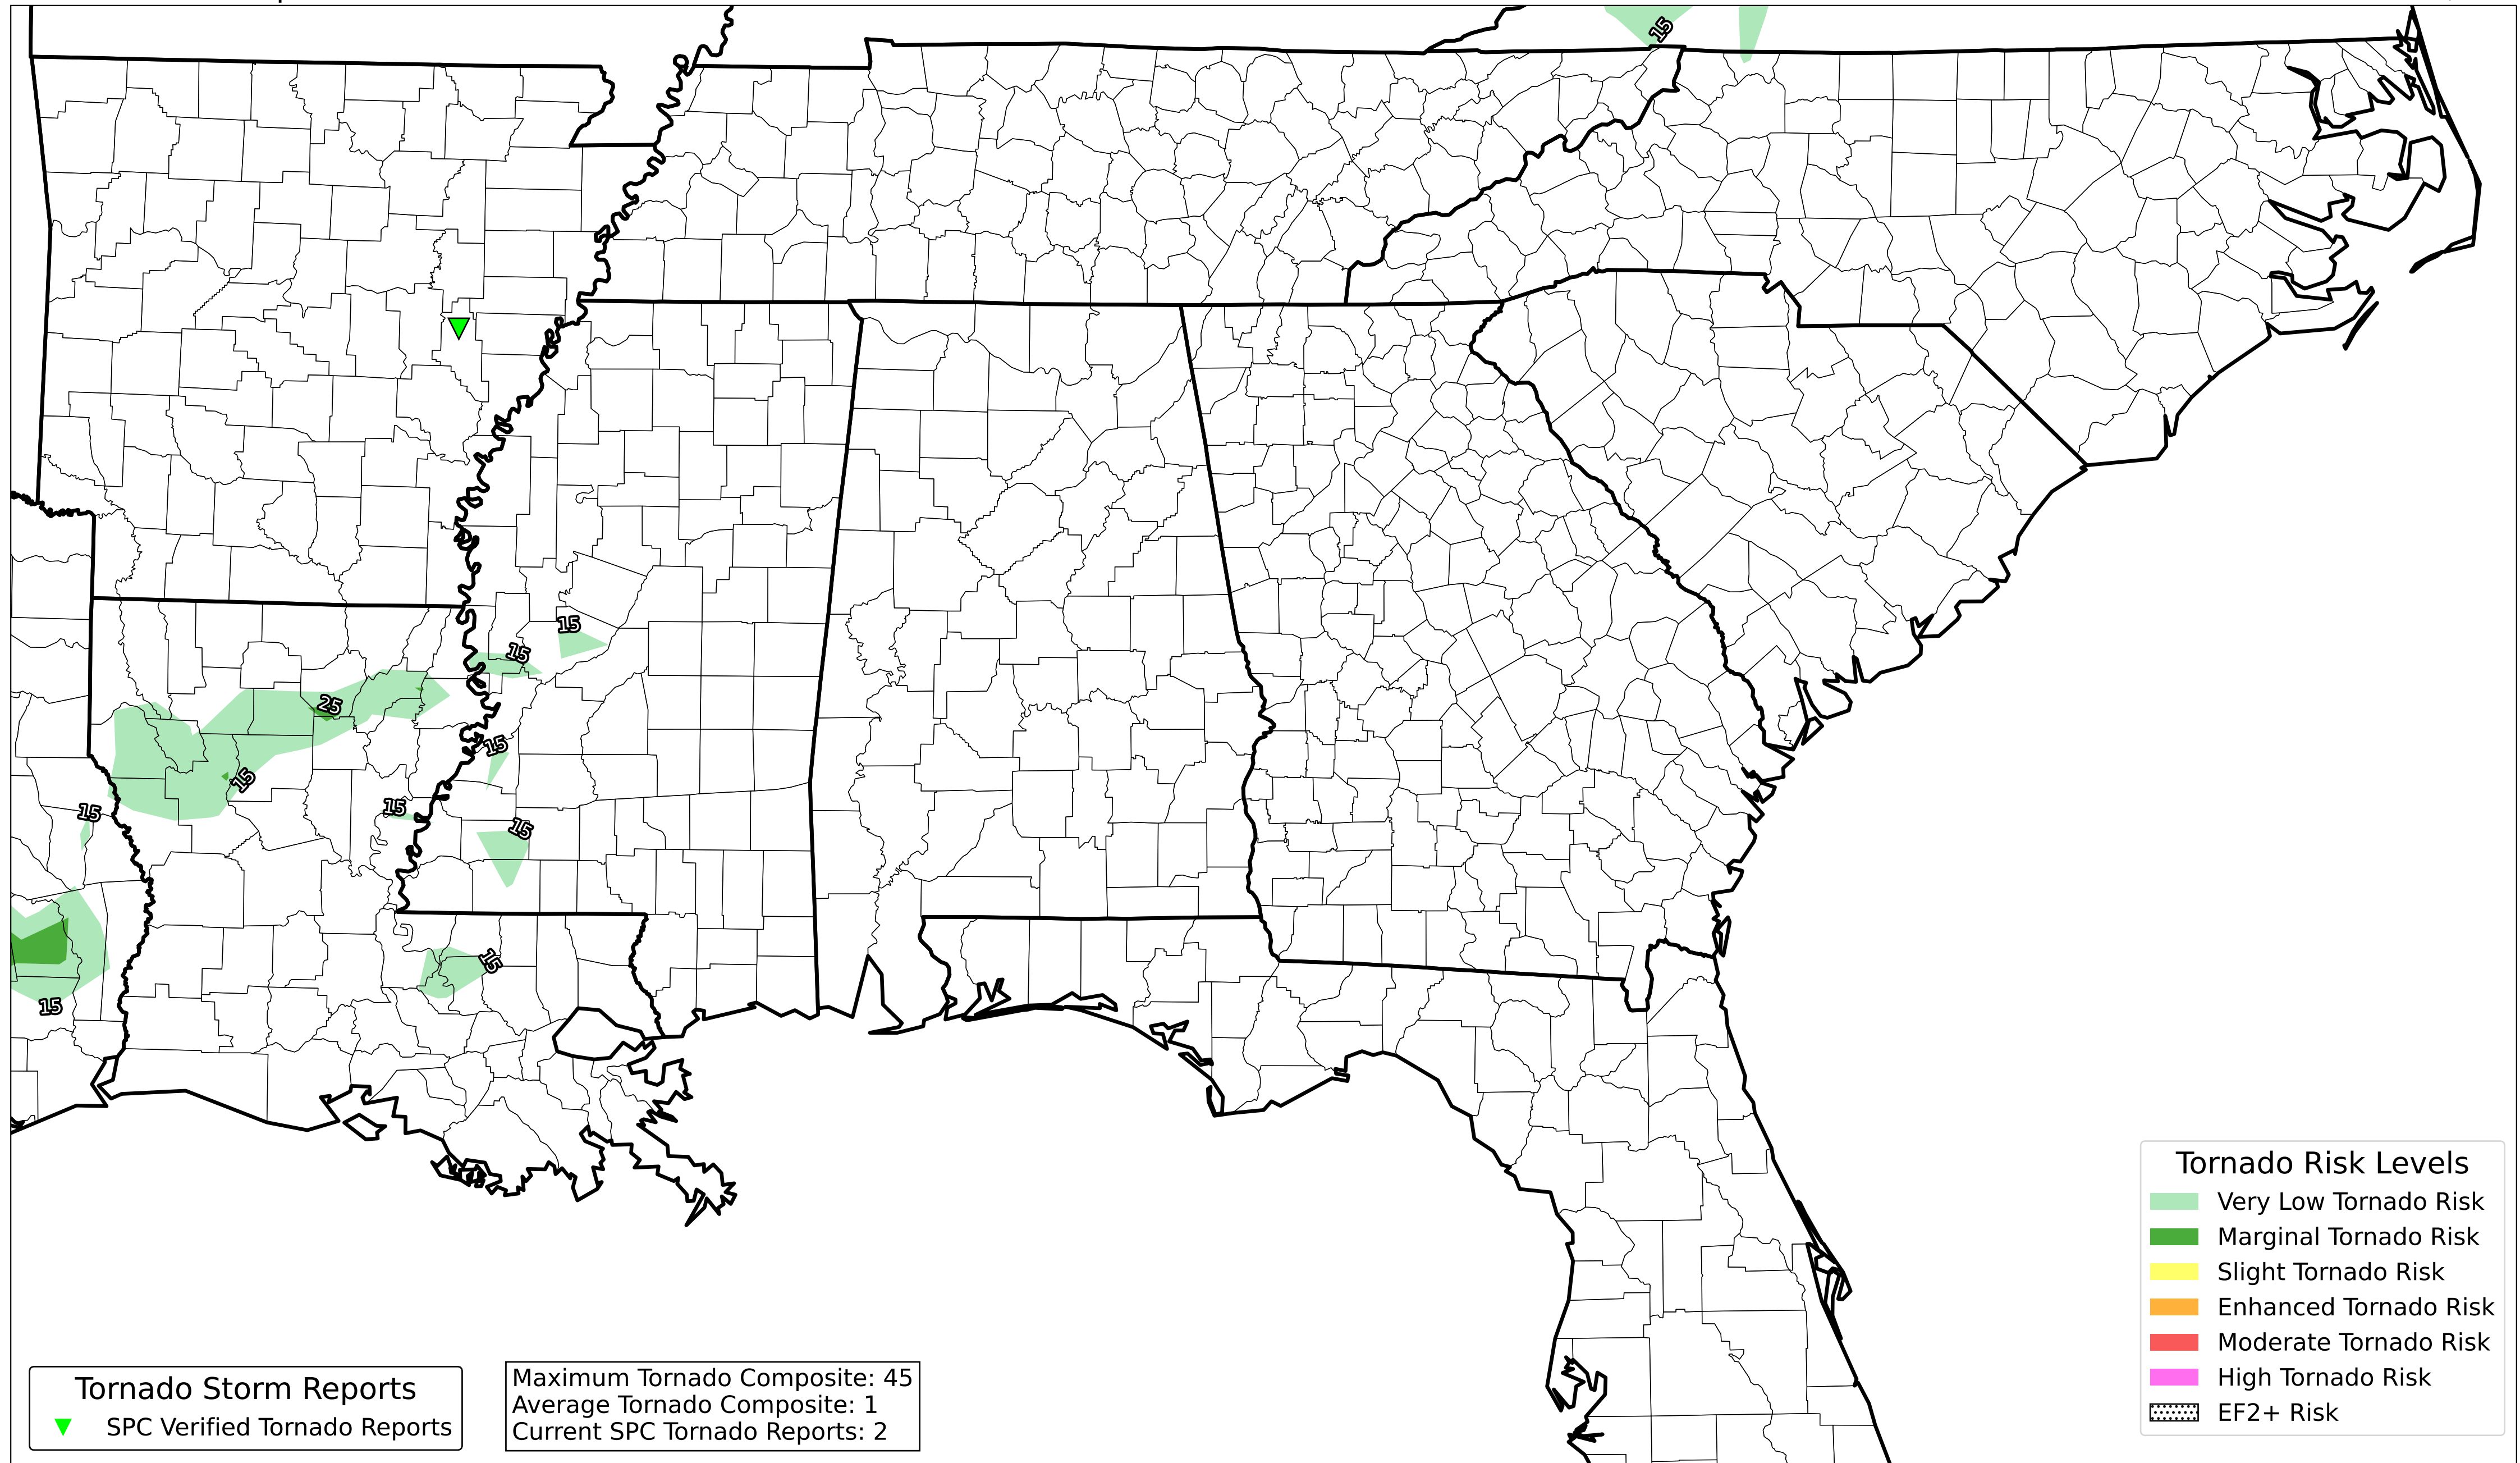 15
15
15
25
15
15
15
15
15
15
15
Tornado Risk Levels
Very Low Tornado Risk
Marginal Tornado Risk
Slight Tornado Risk
Enhanced Tornado Risk
Moderate Tornado Risk
High Tornado Risk
EF2+ Risk
Tornado Storm Reports
SPC Verified Tornado Reports
Maximum Tornado Composite: 45
Average Tornado Composite: 1
Current SPC Tornado Reports: 2